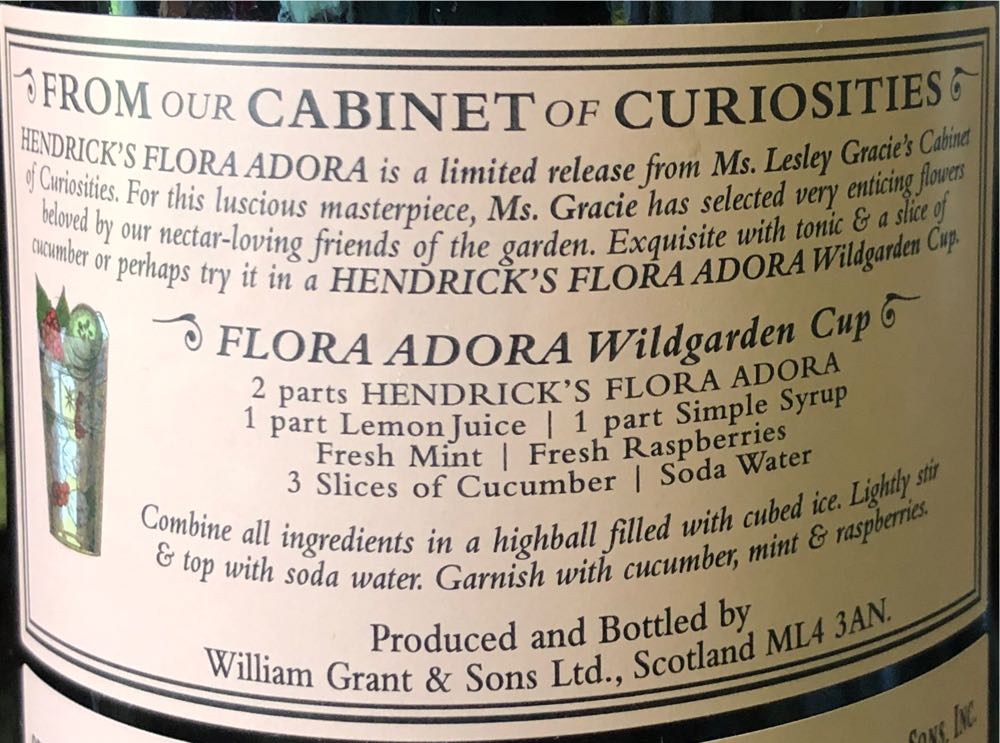 FROM OUR CABINET OF CURIOSITIES
HENDRICK'S FLORA ADORA is a limited release from Ms. Lesley Gracie's Cabinet
of Curiosities. For this luscious masterpiece, Ms. Gracie has selected very enticing flowers
beloved by our nectar-loving friends of the garden. Exquisite with tonic & a slice of
cucumber or perhaps try it in a HENDRICK'S FLORA ADORA Wildgarden Cup.
FLORA ADORA Wildgarden Cup
2 parts HENDRICK'S FLORA ADORA
1 part Lemon Juice | 1 part Simple Syrup
Fresh Mint | Fresh Raspberries
3 Slices of Cucumber | Soda Water
Combine all ingredients in a highball filled with cubed ice. Lightly stir
& top with soda water. Garnish with cucumber, mint & raspberries.
Produced and Bottled by
William Grant & Sons Ltd., Scotland ML4 3AN.
SONS, INC.